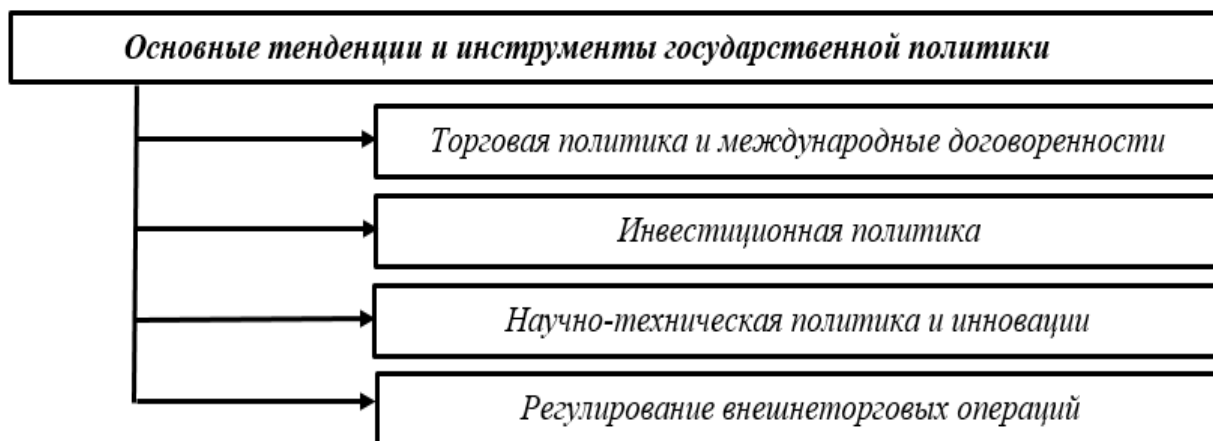 Основные тенденции и инструменты государственной политики
Торговая политика и международные договоренности
Инвестиционная политика
Научно-техническая политика и инновации
Регулирование внешнеторговых операций